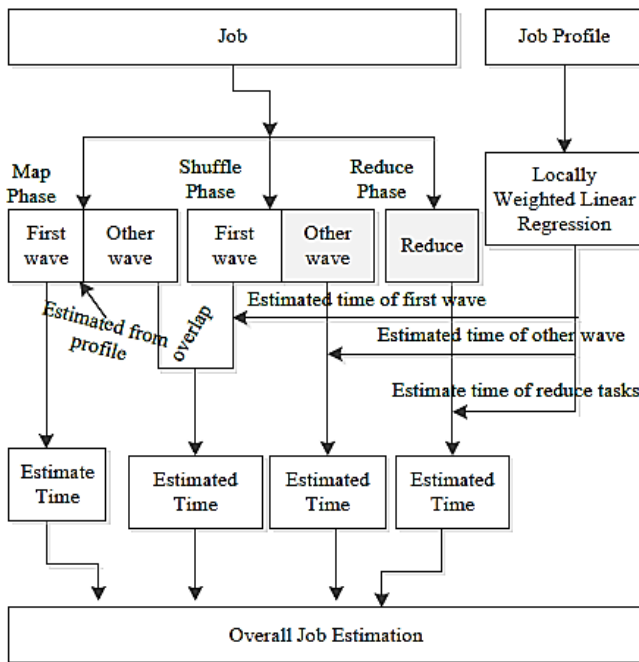 Job
Job Profile
Map
Phase
Shuffle
Phase
Reduce
Phase
Locally
Weighted Linear
Regression
First
wave
Other
wave
First
wave
Other
wave
Reduce
Estimated from
profile
overlap
Estimated time of first wave
Estimated time of other wave
Estimate time of reduce tasks
Estimate
Time
Estimated
Time
Estimated
Time
Estimated
Time
Overall Job Estimation